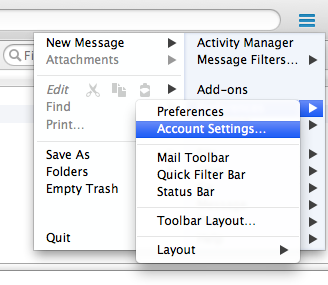 Fi
New Message
Attachments
Edit
Find
Print...
Save As
Folders
Empty Trash
Quit
Activity Manager
Message Filters...
Add-ons
Preferences
Account Settings...
Mail Toolbar
Quick Filter Bar
Status Bar
Toolbar Layout...
Layout